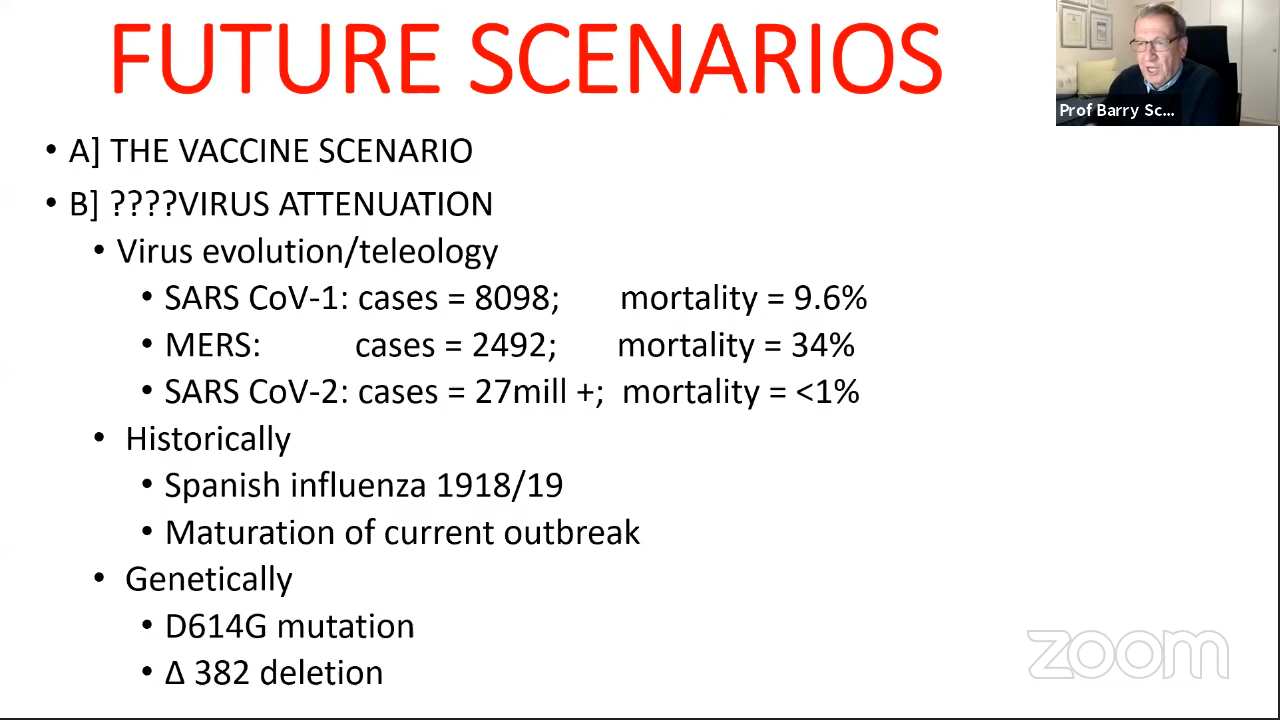 FUTURE SCENARIOS
Prof Barry Sc...
• A] THE VACCINE SCENARIO
• B] ????VIRUS ATTENUATION
• Virus evolution/teleology
• SARS CoV-1: cases = 8098; mortality = 9.6%
• MERS: cases = 2492; mortality = 34%
• SARS CoV-2: cases = 27mill +; mortality = <1%
• Historically
• Spanish influenza 1918/19
• Maturation of current outbreak
• Genetically
• D614G mutation
• Δ 382 deletion
zoom